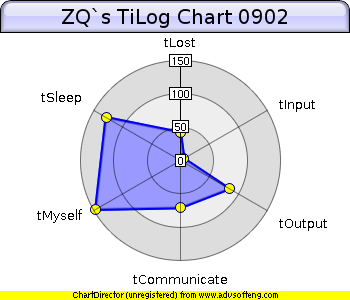 ZQ`s TiLog Chart 0902
tLost
150
100
50
0
tInput
tOutput
tCommunicate
tMyself
tSleep
ChartDirector (unregistered) from www.advsofteng.com